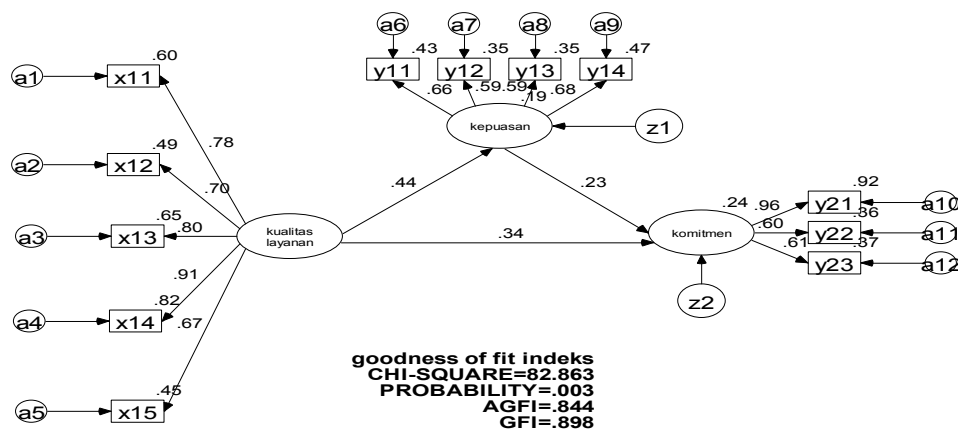 a6
a7
a8
a9
.43
.35
.35
.47
y11
y12
y13
y14
.66
.59
.59
.19
.68
kepuasan
z1
.60
a1
x11
.78
.49
a2
x12
.70
.65
.80
a3
x13
kualitas
layanan
.91
.82
a4
x14
.67
.45
a5
x15
.44
.23
.34
.24
komitmen
z2
.96
.60
.61
.92
y21
a10
.36
y22
a11
.37
y23
a12
goodness of fit indeks
CHI-SQUARE=82.863
PROBABILITY=.003
AGFI=.844
GFI=.898